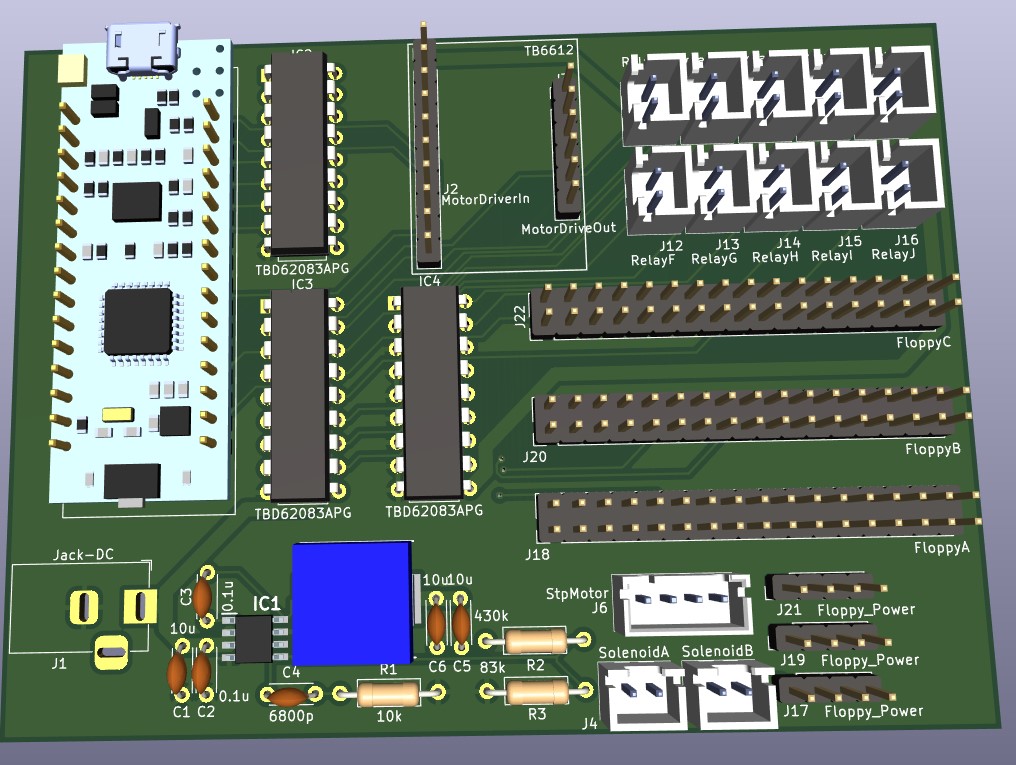 TB6612
J2
MotorDriverIn
MotorDriveOut
J12
J13
J14
J15
J16
RelayF
RelayG
RelayH
RelayI
RelayJ
TBD62083APG
IC3
IC4
J22
FloppyC
J20
FloppyB
TBD62083APG
TBD62083APG
J18
FloppyA
Jack-DC
J1
C3
0.1u
10u
IC1
C1
C2
0.1u
C4
6800p
R1
10k
10u
10u
C6
C5
430k
R2
83k
R3
StpMotor
J6
SolenoidA
SolenoidB
J4
J21
Floppy_Power
J19
Floppy_Power
J17
Floppy_Power